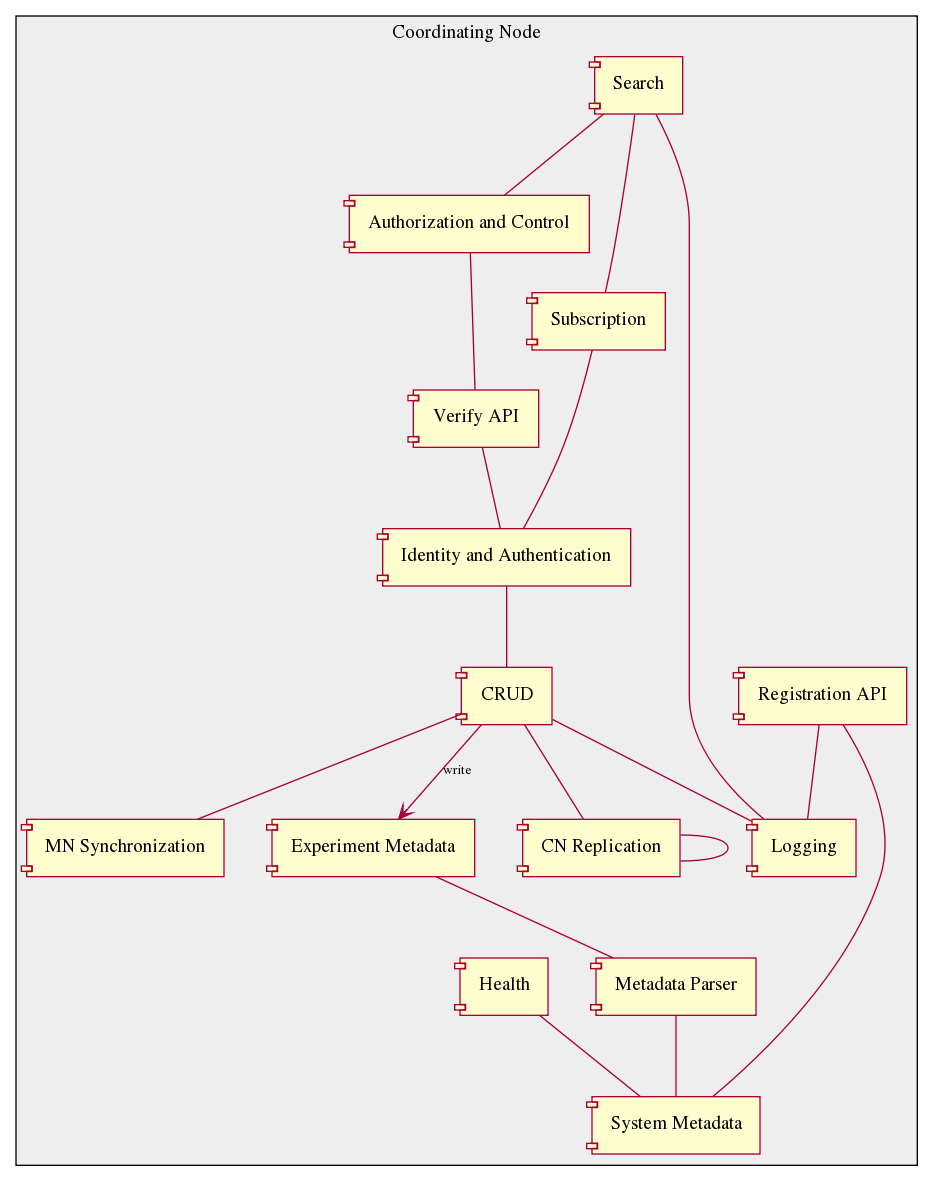 Coordinating Node
Search
Authorization and Control
Subscription
Verify API
Identity and Authentication
CRUD
Registration API
write
MN Synchronization
Experiment Metadata
CN Replication
Logging
Health
Metadata Parser
System Metadata